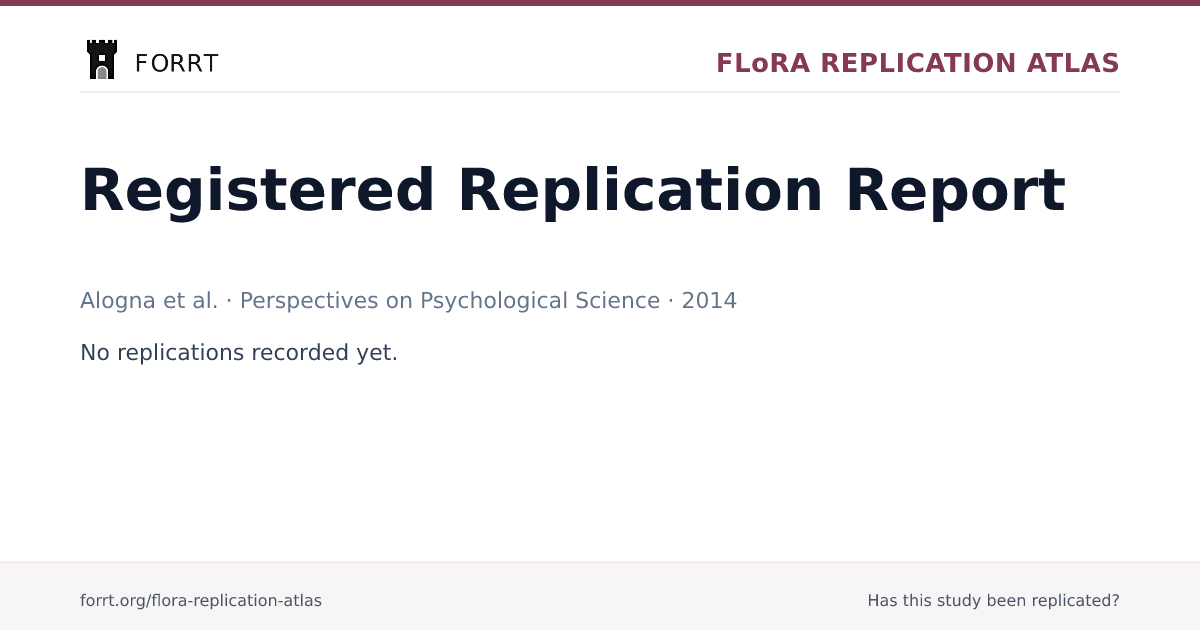 FORRT
FLoRA REPLICATION ATLAS
Registered Replication Report
Alogna et al. · Perspectives on Psychological Science · 2014
No replications recorded yet.
forrt.org/flora-replication-atlas
Has this study been replicated?